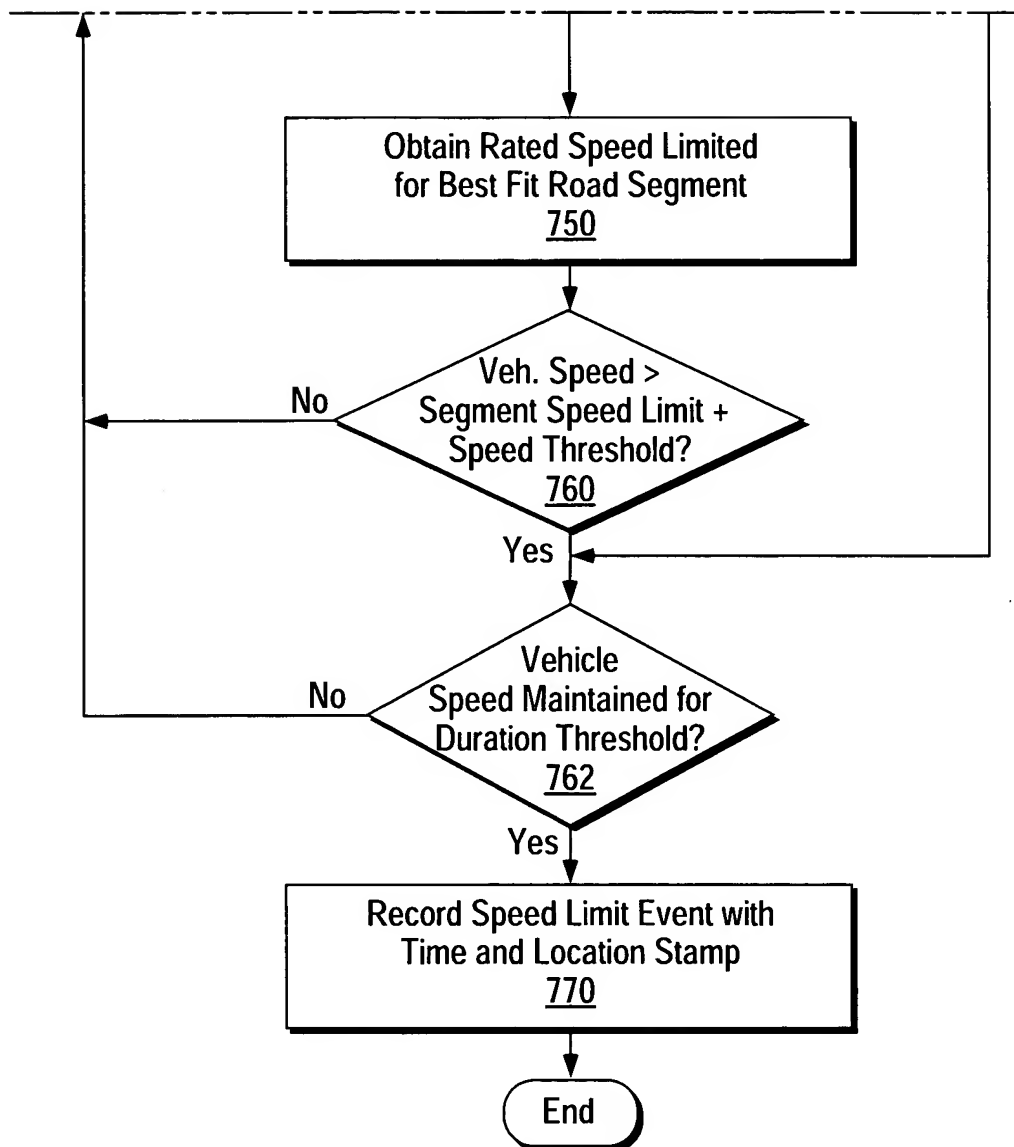 Obtain Rated Speed Limited
for Best Fit Road Segment
750
Veh. Speed >
Segment Speed Limit +
Speed Threshold?
760
No
Yes
Vehicle
Speed Maintained for
Duration Threshold?
762
No
Yes
Record Speed Limit Event with
Time and Location Stamp
770
End